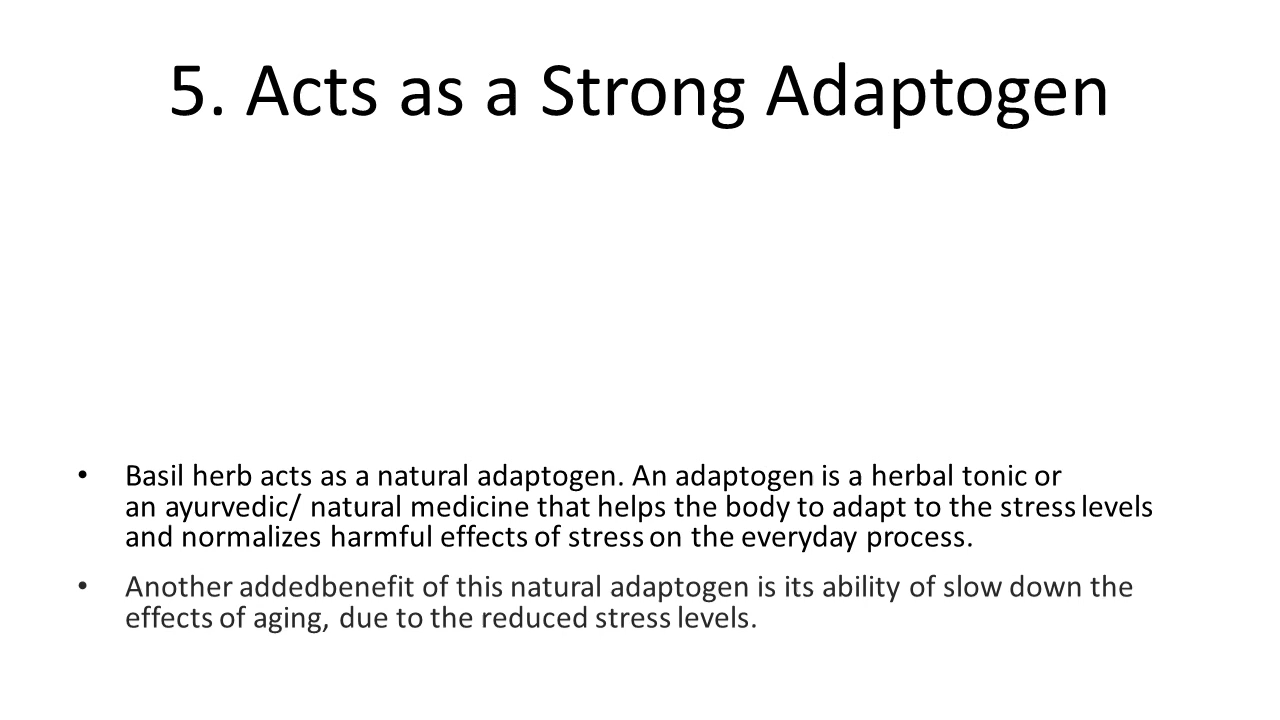 5. Acts as a Strong Adaptogen
• Basil herb acts as a natural adaptogen. An adaptogen is a herbal tonic or
an ayurvedic/ natural medicine that helps the body to adapt to the stress levels
and normalizes harmful effects of stress on the everyday process.
• Another addedbenefit of this natural adaptogen is its ability of slow down the
effects of aging, due to the reduced stress levels.